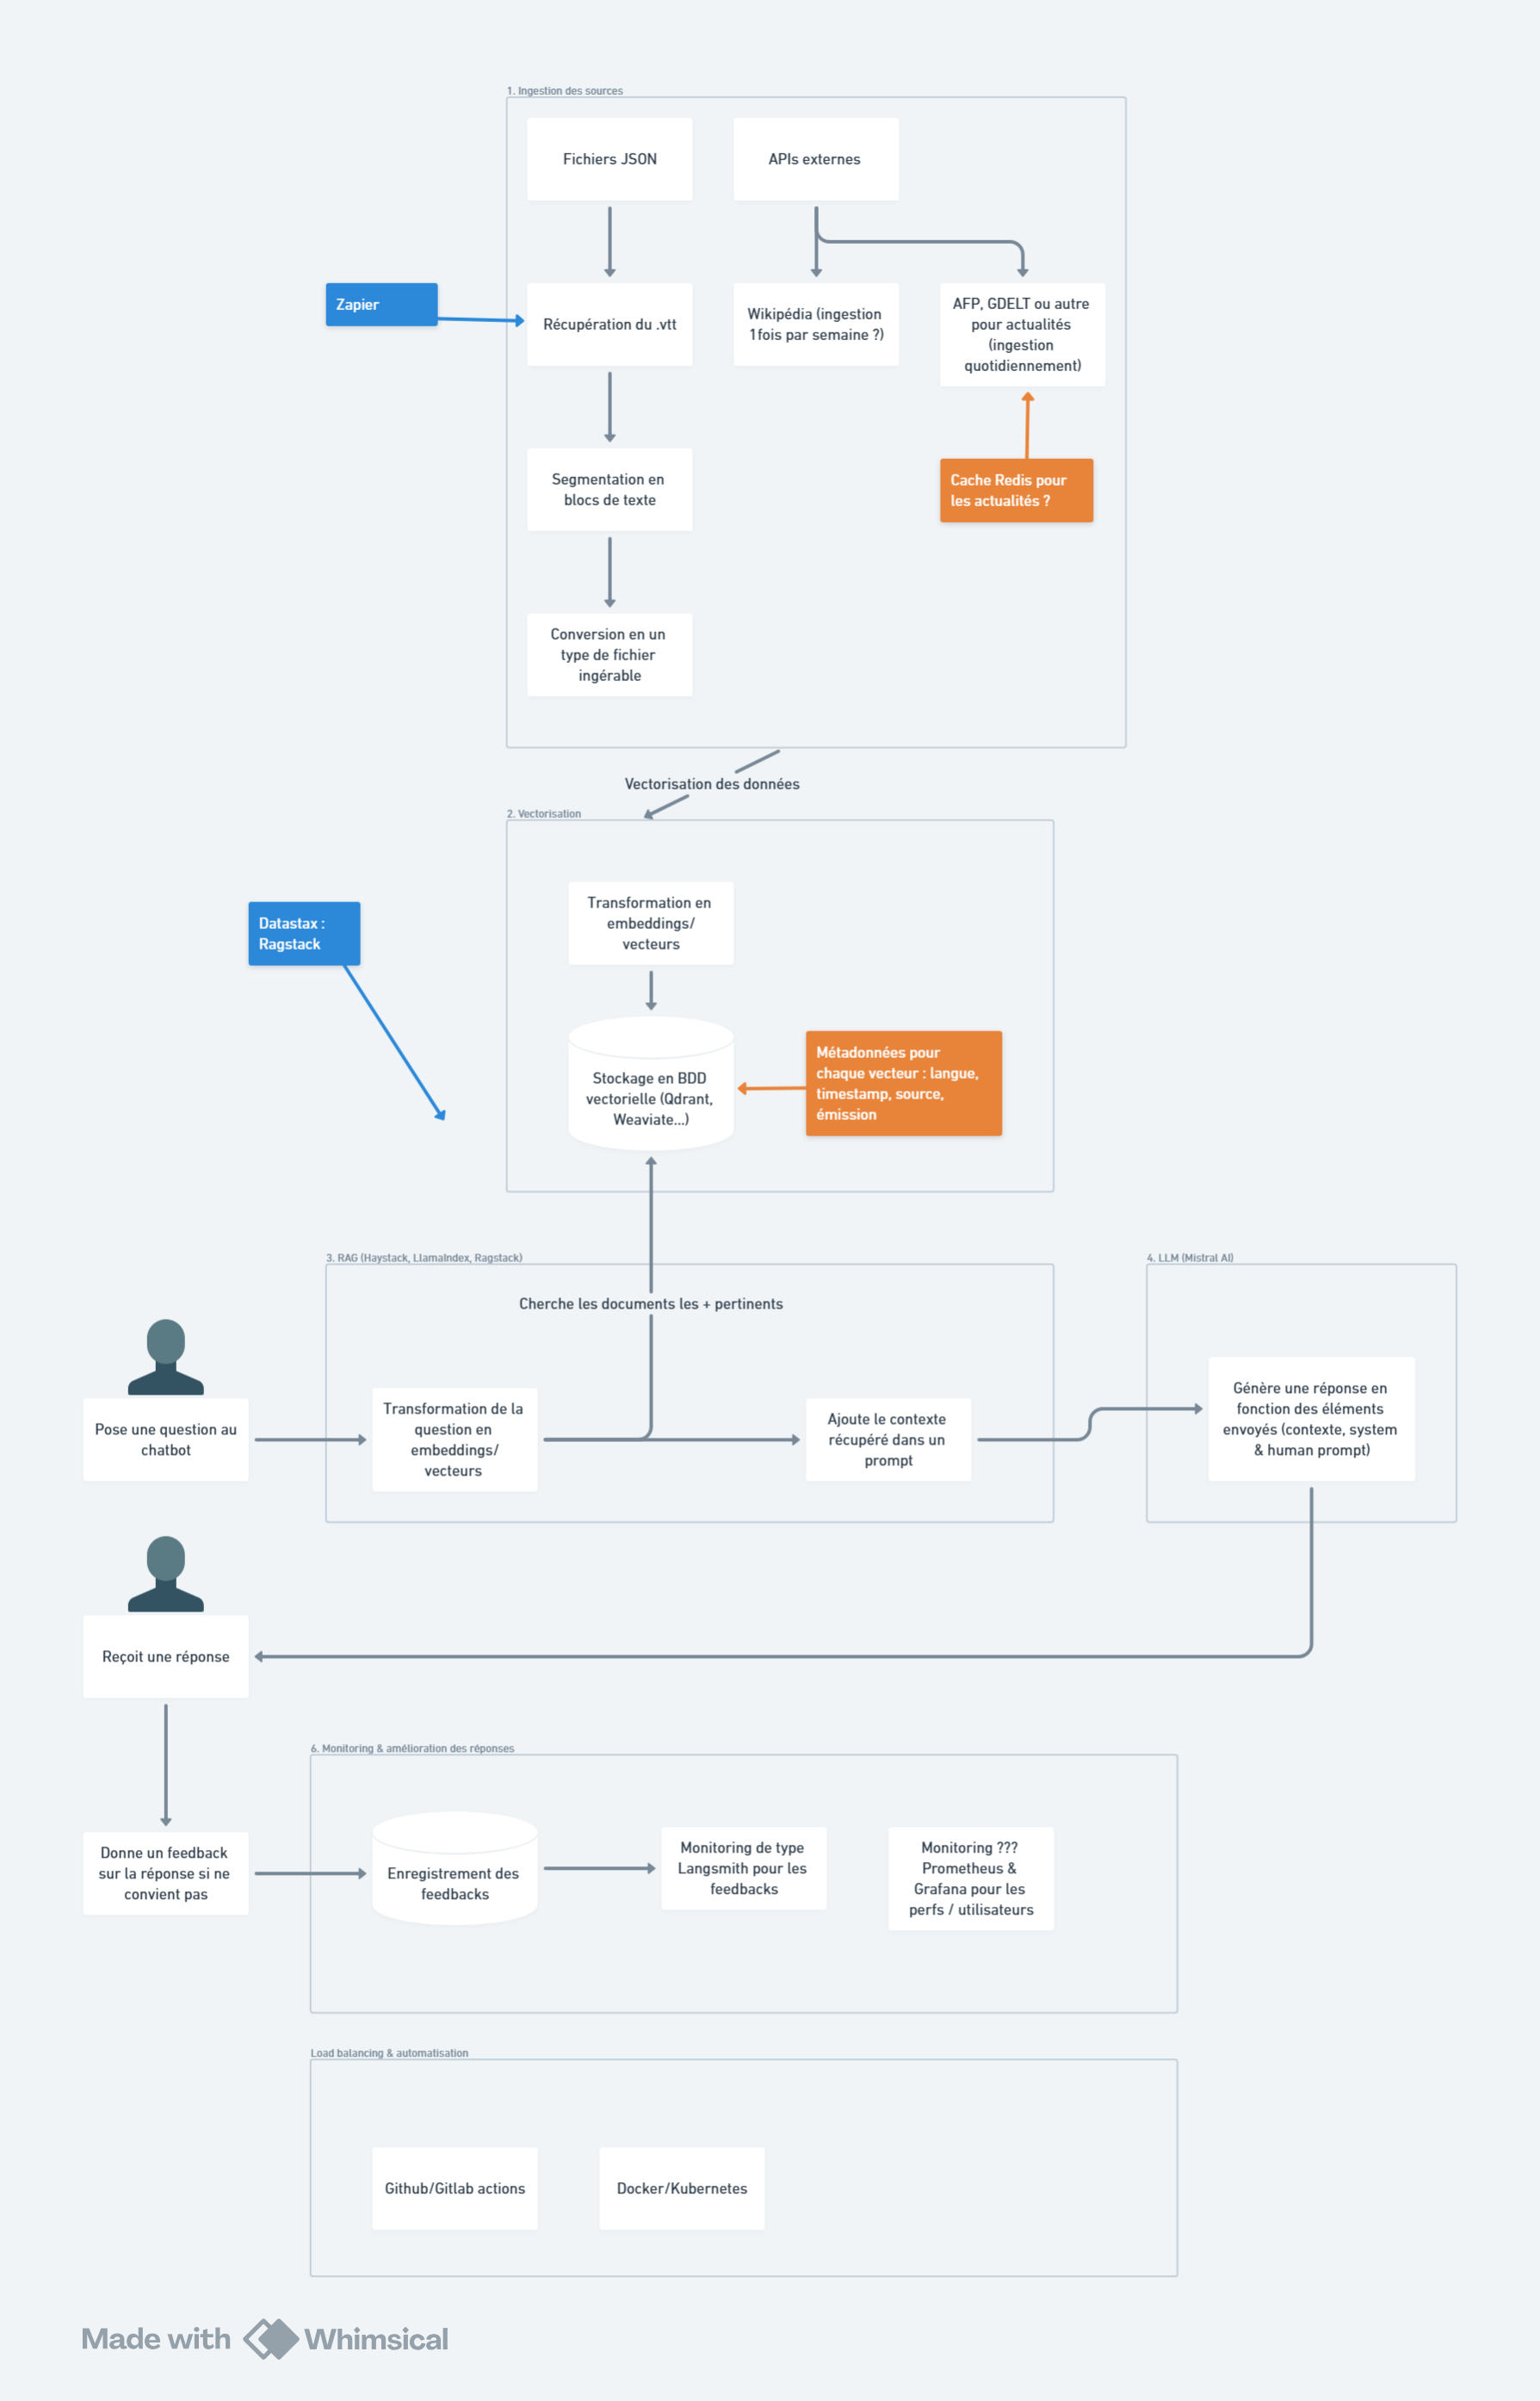 1. Ingestion des sources
Fichiers JSON
APIs externes
Zapier
Récupération du .vtt
Wikipédia (ingestion
1fois par semaine ?)
AFP, GDELT ou autre
pour actualités
(ingestion
quotidiennement)
Segmentation en
blocs de texte
Cache Redis pour
les actualités ?
Conversion en un
type de fichier
ingérable
Vectorisation des données
2. Vectorisation
Transformation en
embeddings/
vecteurs
Datastax :
Ragstack
Stockage en BDD
vectorielle (Qdrant,
Weaviate...)
Métadonnées pour
chaque vecteur : langue,
timestamp, source,
émission
3. RAG (Haystack, LlamaIndex, Ragstack)
4. LLM (Mistral AI)
Cherche les documents les + pertinents
Pose une question au
chatbot
Transformation de la
question en
embeddings/
vecteurs
Ajoute le contexte
récupéré dans un
prompt
Génère une réponse en
fonction des éléments
envoyés (contexte, system
& human prompt)
Reçoit une réponse
6. Monitoring & amélioration des réponses
Donne un feedback
sur la réponse si ne
convient pas
Enregistrement des
feedbacks
Monitoring de type
Langsmith pour les
feedbacks
Monitoring ???
Prometheus &
Grafana pour les
perfs / utilisateurs
Load balancing & automatisation
Github/Gitlab actions
Docker/Kubernetes
Made with Whimsical